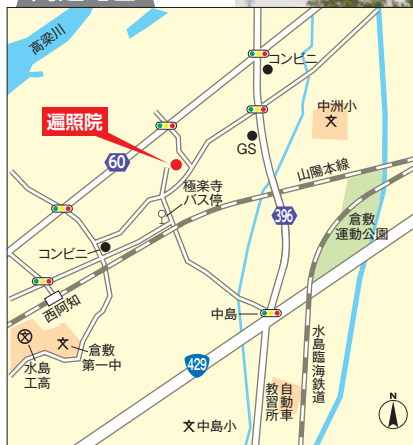 高梁川
コンビニ
中洲小
遍照院
60
GS
山陽本線
極楽寺
バス停
396
倉敷
運動公園
コンビニ
西阿知
中島
水島臨海鉄道
倉敷
第一中
水島
工高
429
自動車
教習所
中島小
N